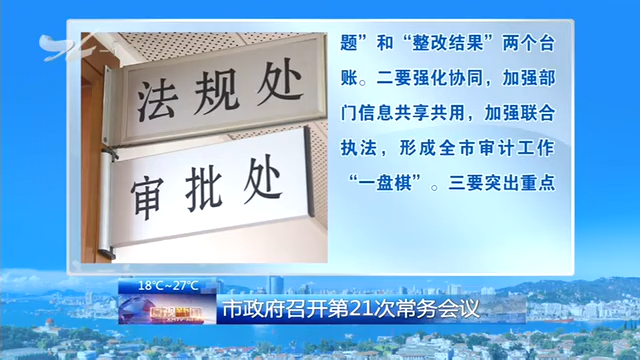 法规处
审批处
题”和“整改结果”两个台
账。二要强化协同，加强部
门信息共享共用，加强联合
执法，形成全市审计工作
“一盘棋”。三要突出重点
18℃~27℃
市政府召开第21次常务会议